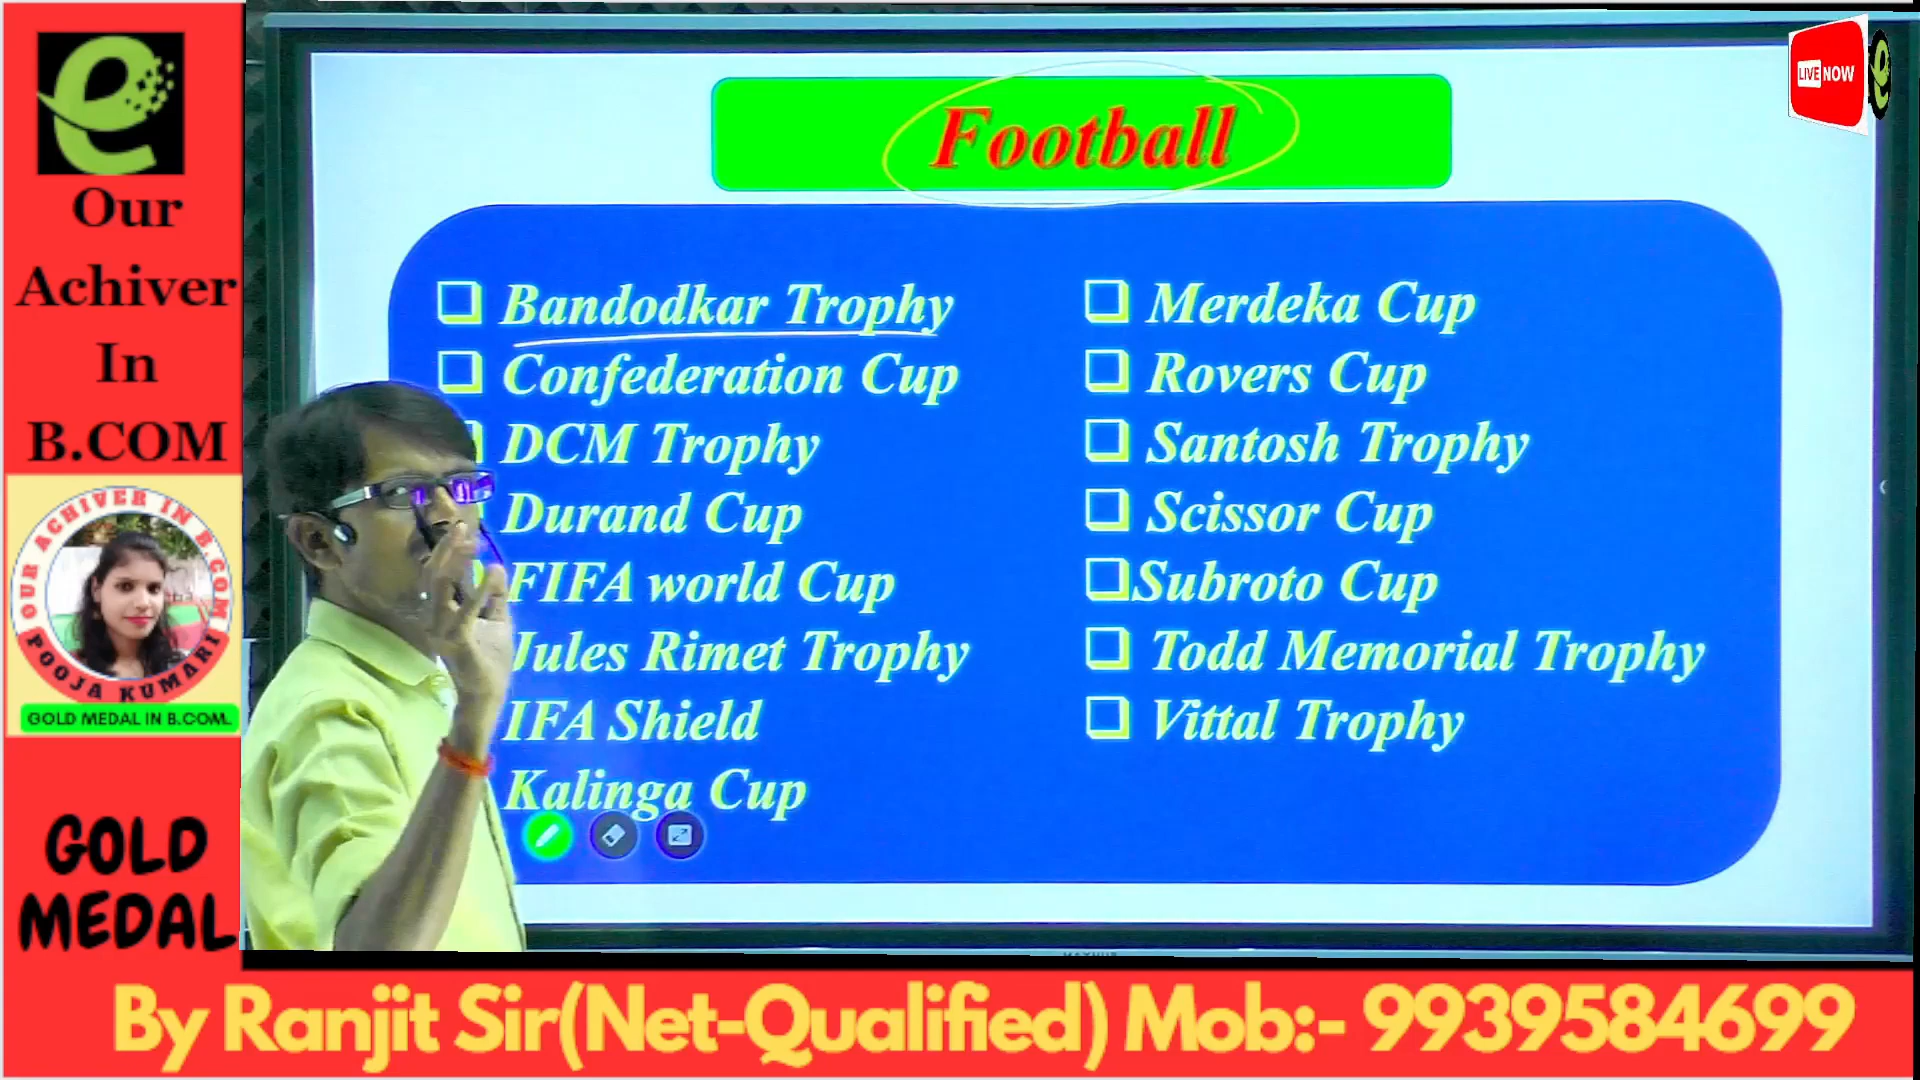 Our
Achiver
In
B.COM
OUR ACHIVER IN B.COM
POOJA KUMARI
GOLD MEDAL IN B.COM.
GOLD
MEDAL
LIVE NOW
Football
Bandodkar Trophy
Confederation Cup
DCM Trophy
Durand Cup
FIFA world Cup
Jules Rimet Trophy
IFA Shield
Kalinga Cup
Merdeka Cup
Rovers Cup
Santosh Trophy
Scissor Cup
Subroto Cup
Todd Memorial Trophy
Vittal Trophy
By Ranjit Sir(Net-Qualified) Mob:- 9939584699